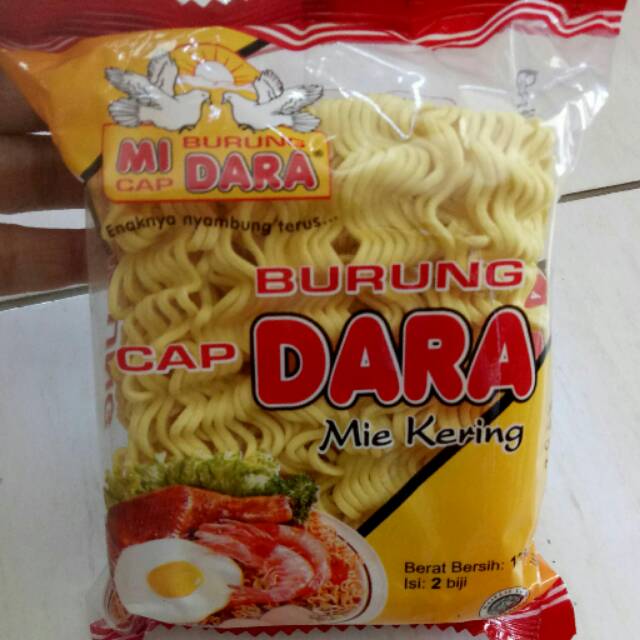 MI CAP BURUNG DARA®
Enaknya nyambung terus...
BURUNG
CAP DARA
Mie Kering
Berat Bersih:
Isi: 2 biji